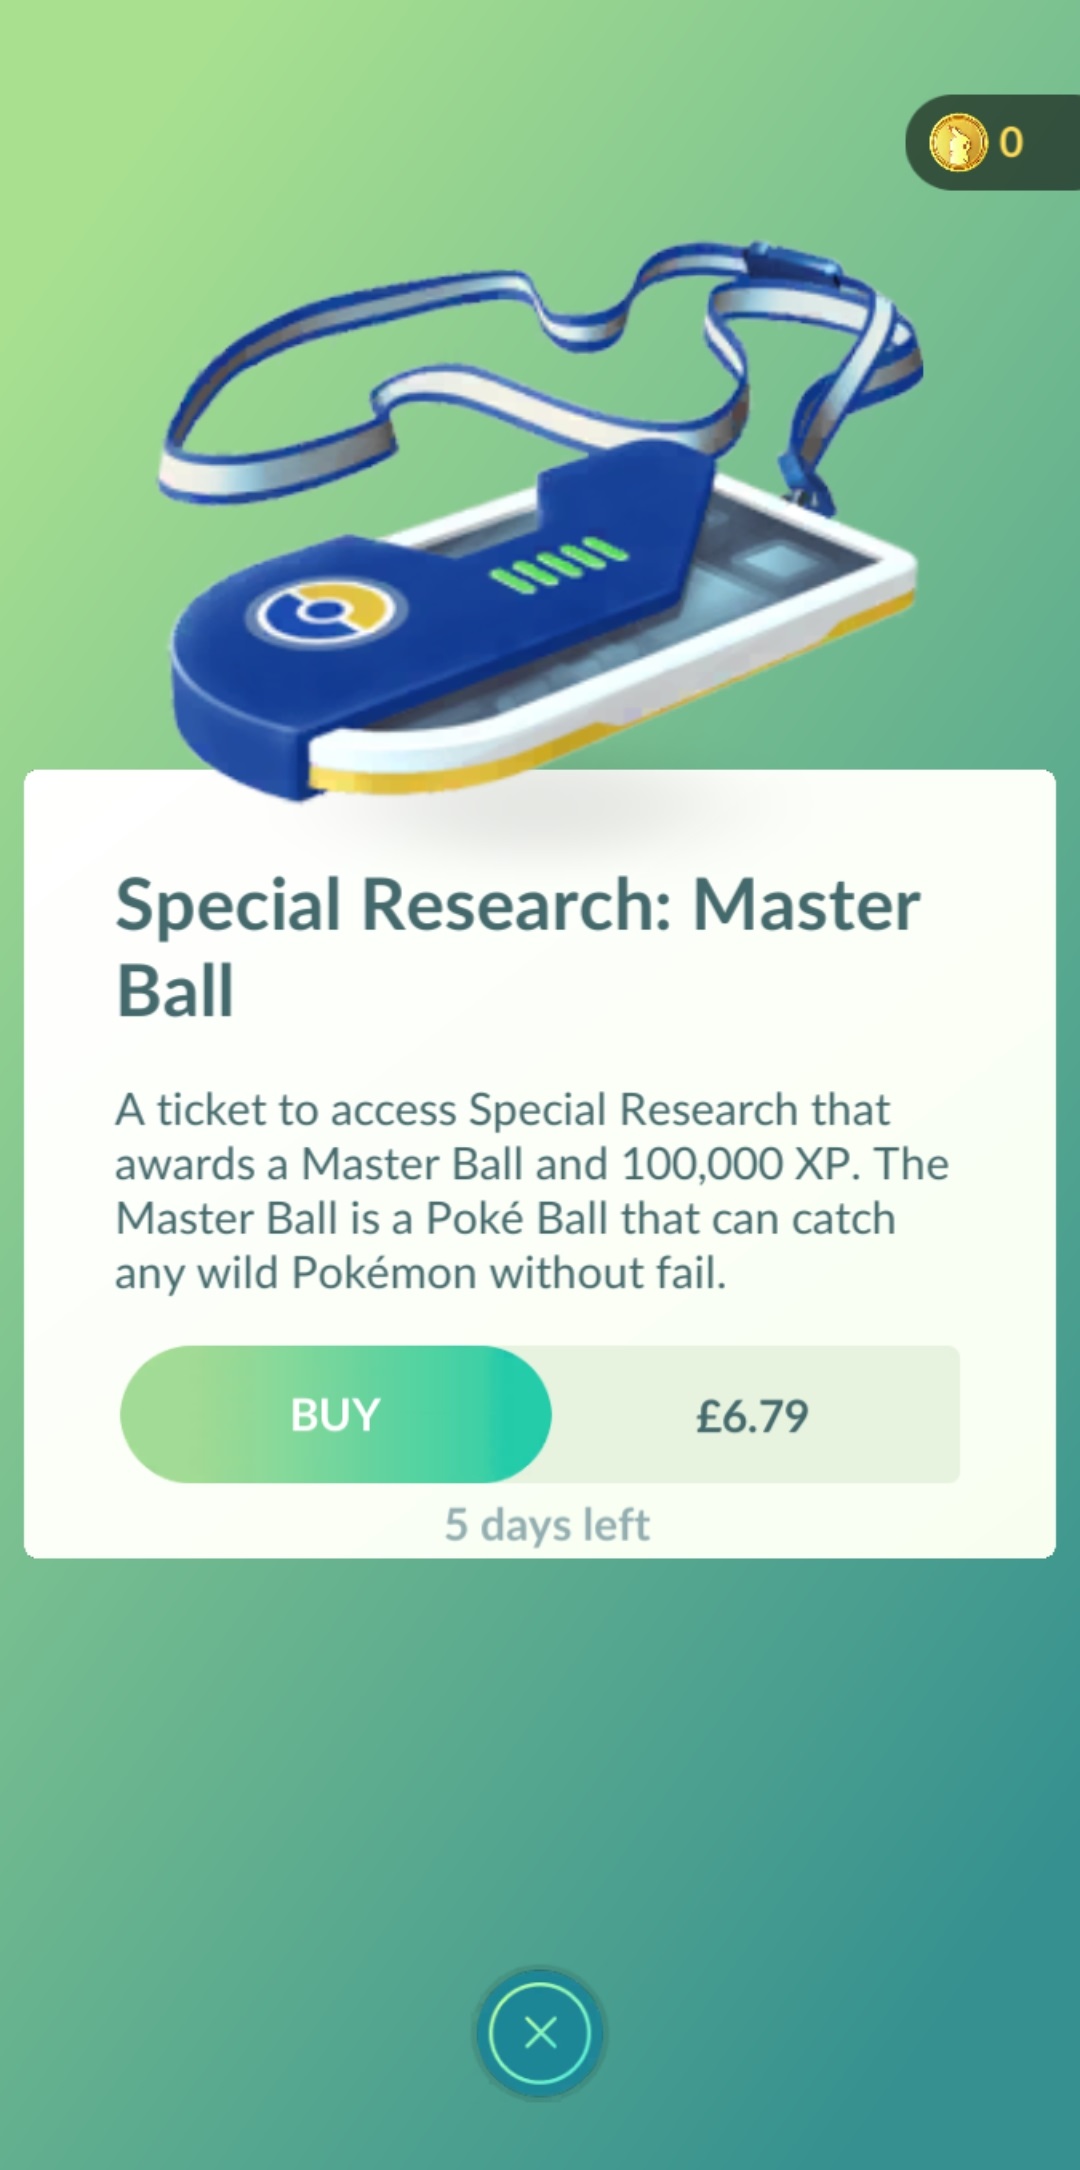 0
Special Research: Master
Ball
A ticket to access Special Research that
awards a Master Ball and 100,000 XP. The
Master Ball is a Poké Ball that can catch
any wild Pokémon without fail.
BUY
£6.79
5 days left